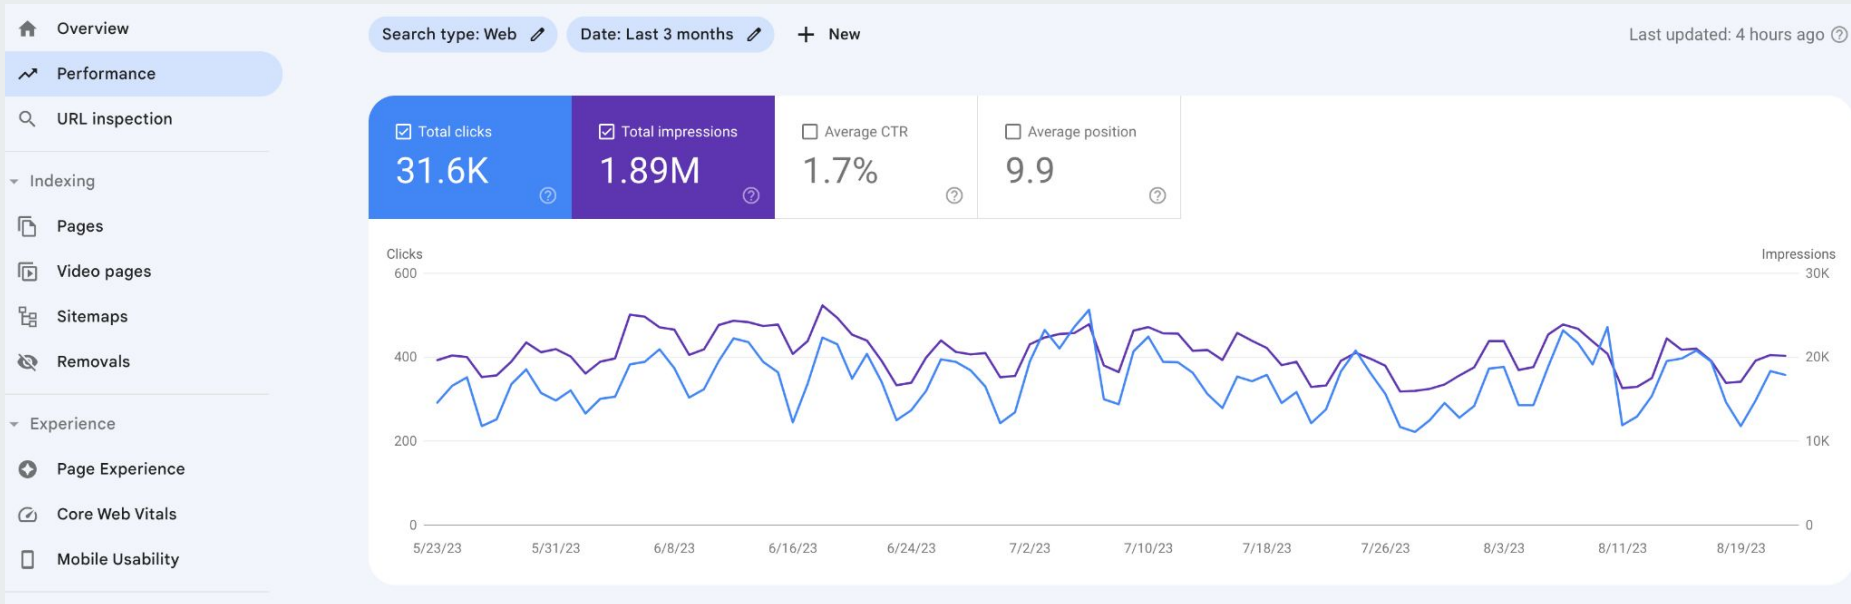 Overview
Performance
URL inspection
Indexing
Pages
Video pages
Sitemaps
Removals
Experience
Page Experience
Core Web Vitals
Mobile Usability
Search type: Web
Date: Last 3 months
+ New
Last updated: 4 hours ago
Total clicks
31.6K
Total impressions
1.89M
Average CTR
1.7%
Average position
9.9
Clicks
600
400
200
0
Impressions
30K
20K
10K
0
5/23/23 5/31/23 6/8/23 6/16/23 6/24/23 7/2/23 7/10/23 7/18/23 7/26/23 8/3/23 8/11/23 8/19/23